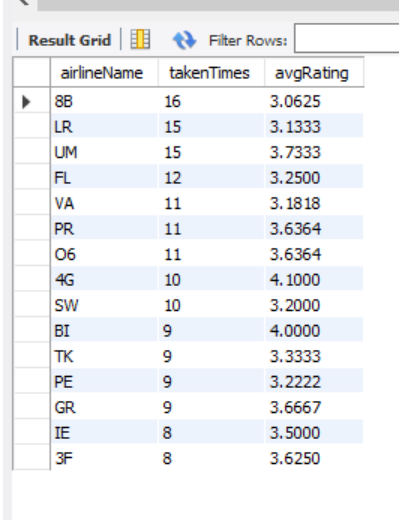 Result Grid Filter Rows:
airlineName takenTimes avgRating
8B 16 3.0625
LR 15 3.1333
UM 15 3.7333
FL 12 3.2500
VA 11 3.1818
PR 11 3.6364
O6 11 3.6364
4G 10 4.1000
SW 10 3.2000
BI 9 4.0000
TK 9 3.3333
PE 9 3.2222
GR 9 3.6667
IE 8 3.5000
3F 8 3.6250